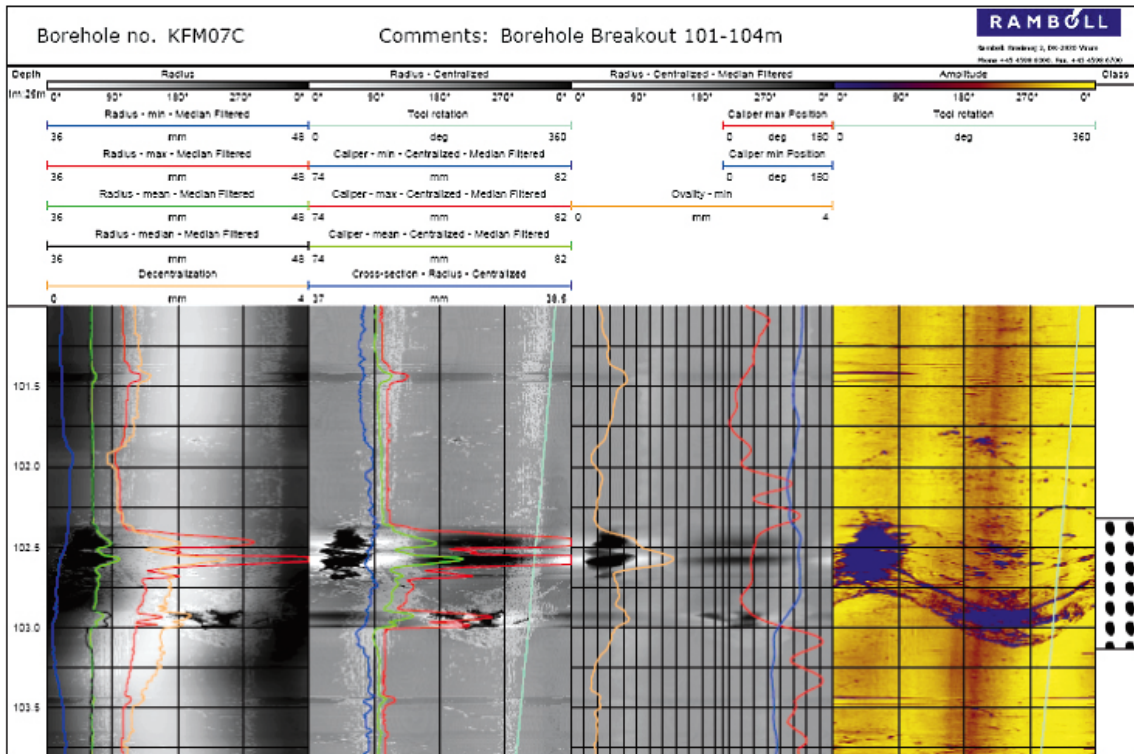 Borehole no. KFM07C Comments: Borehole Breakout 101-104m RAMBOLL
Depth Radius Radius - Centralized Radius - Centralized - Median Filtered Amplitude Class
1m:25m 0° 90° 180° 270° 0° 90° 180° 270° 0° 90° 180° 270° 0° 90° 180° 270° 0°
Radius - min - Median Filtered Tool rotation Caliper max Position Tool rotation
36 mm 48 0 deg 360 0 deg 180 0 deg 360
Radius - max - Median Filtered Caliper - min - Centralized - Median Filtered Caliper min Position
36 mm 48 74 mm 82 0 deg 180
Radius - mean - Median Filtered Caliper - max - Centralized - Median Filtered Ovality - min
36 mm 48 74 mm 82 0 mm 4
Radius - median - Median Filtered Caliper - mean - Centralized - Median Filtered
36 mm 48 74 mm 82
Decentralization Cross-section - Radius - Centralized
0 mm 4 37 mm
101.5
102.0
102.5
103.0
103.5